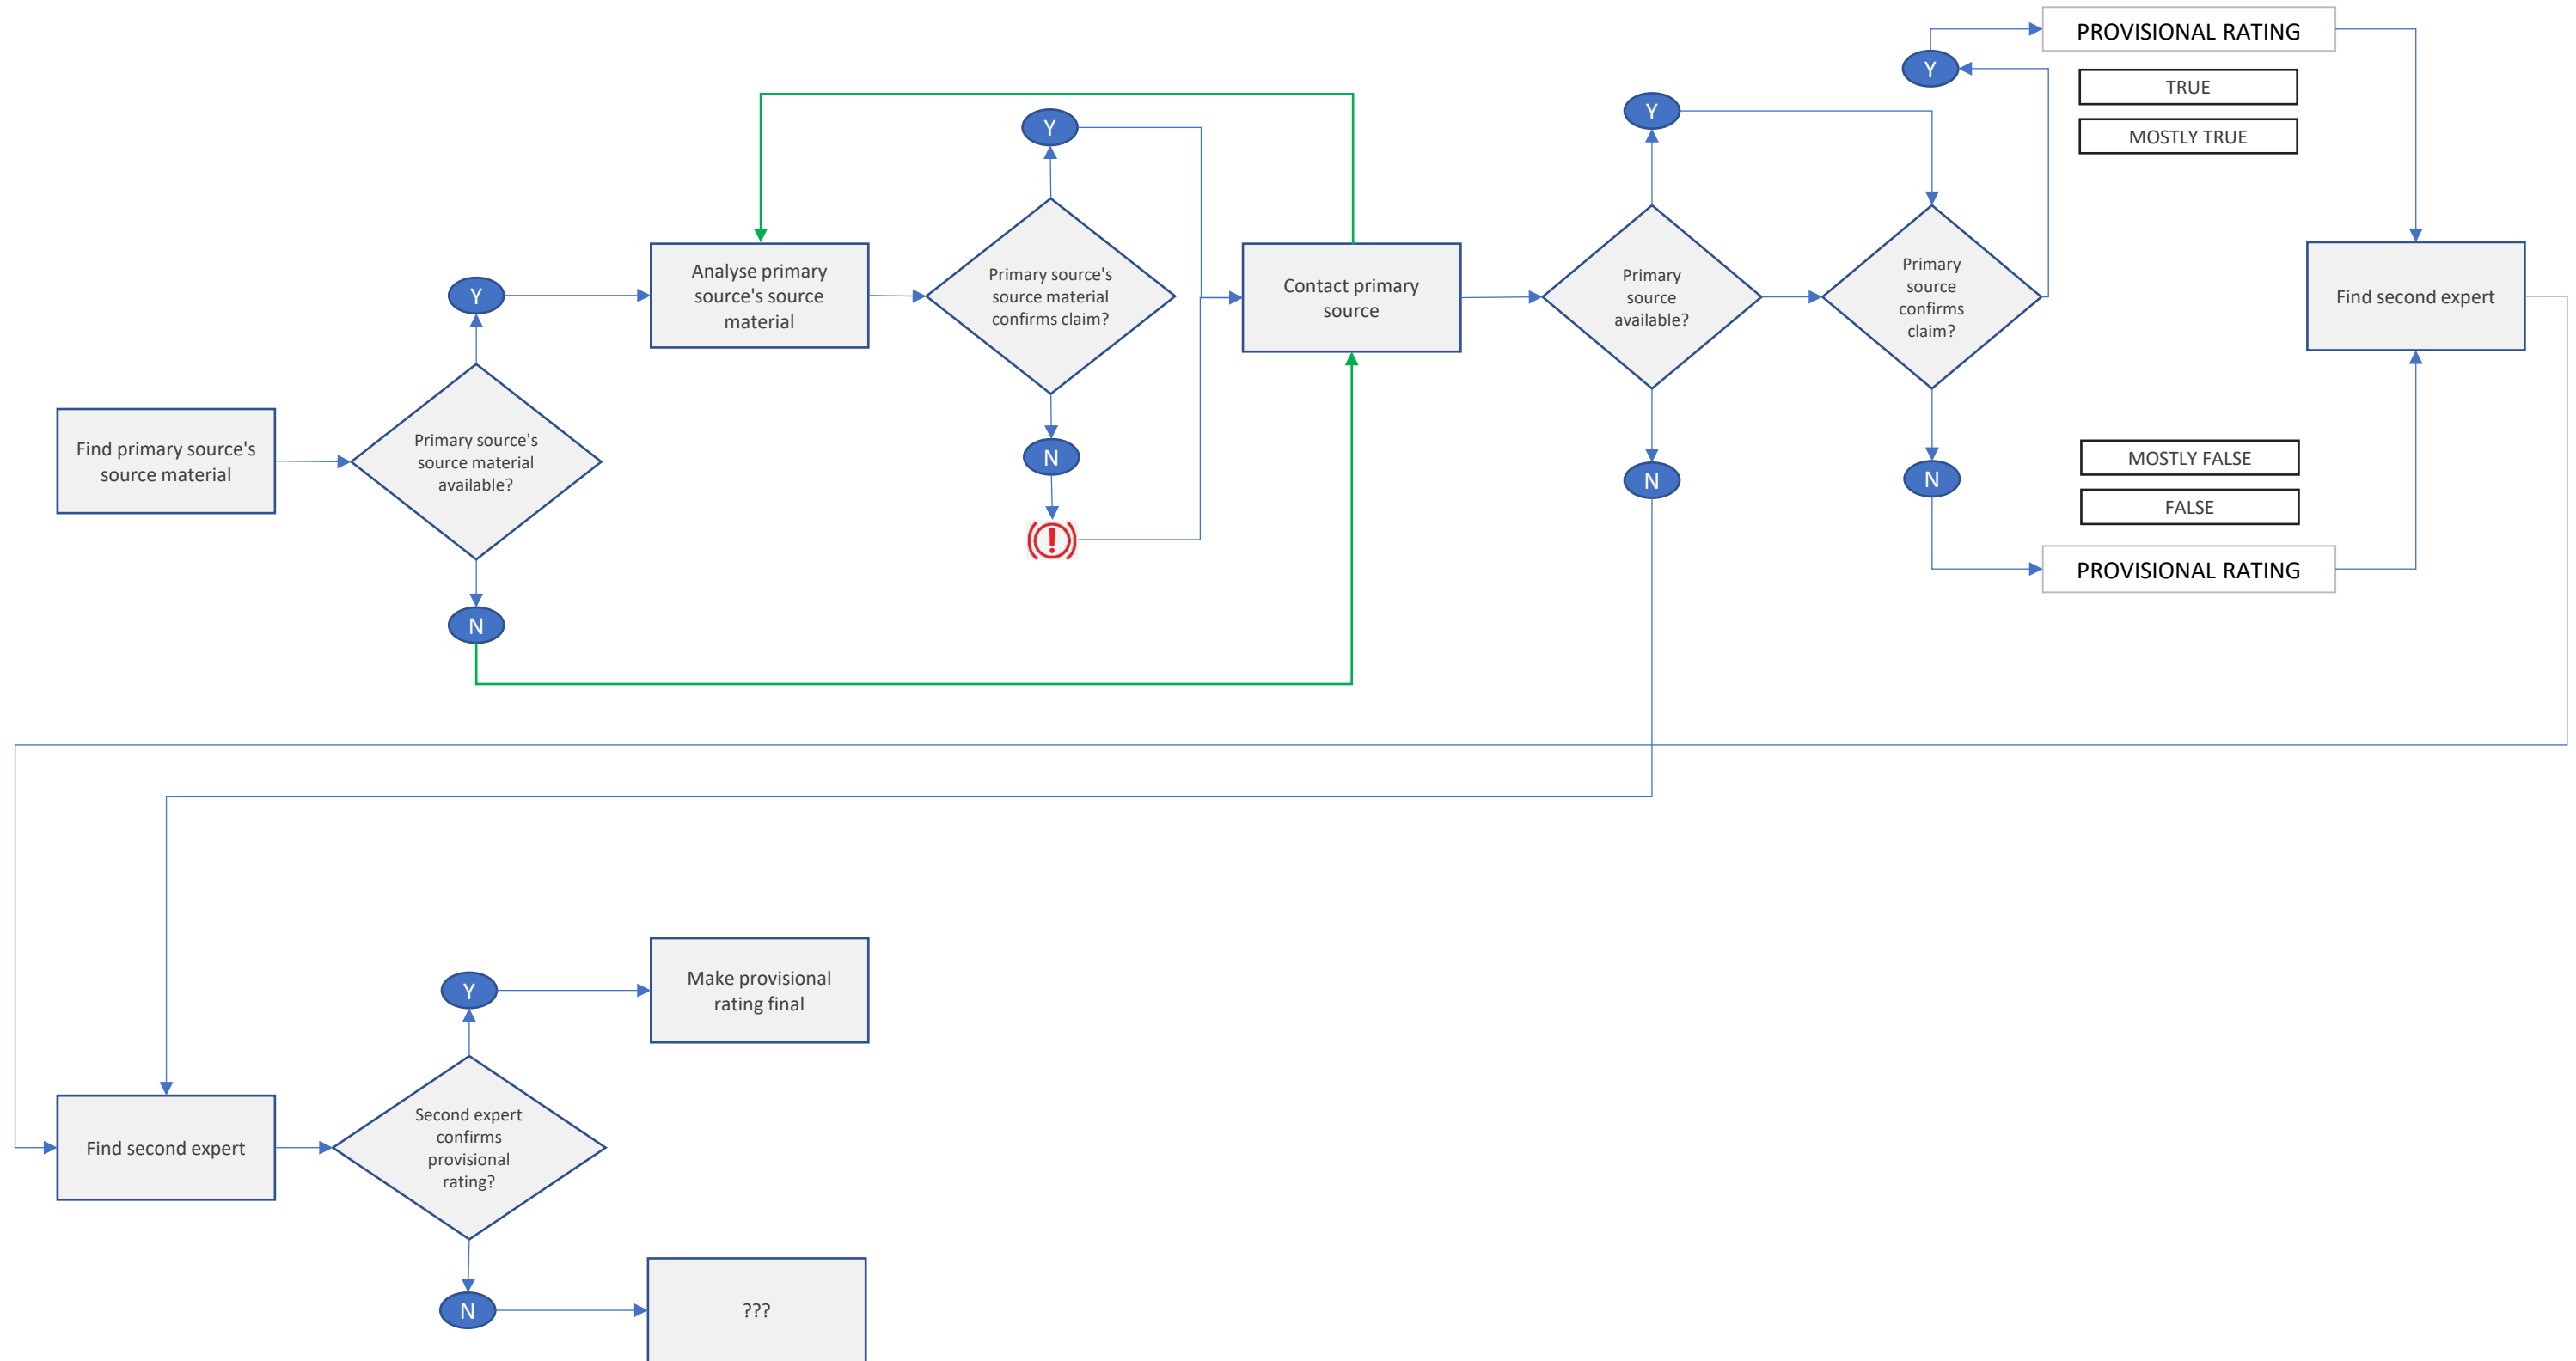 Find primary source's
source material
Primary source's
source material
available?
Y
N
Analyse primary
source's source
material
Primary source's
source material
confirms claim?
Y
N
!
Contact primary
source
Primary
source
available?
Y
N
Primary
source
confirms
claim?
Y
N
PROVISIONAL RATING
TRUE
MOSTLY TRUE
MOSTLY FALSE
FALSE
PROVISIONAL RATING
Find second expert
Find second expert
Second expert
confirms
provisional
rating?
Y
Make provisional
rating final
N
???